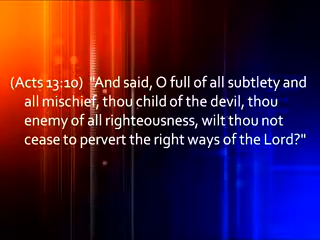 (Acts 13:10)  "And said, O full of all subtlety and
all mischief, thou child of the devil, thou
enemy of all righteousness, wilt thou not
cease to pervert the right ways of the Lord?"